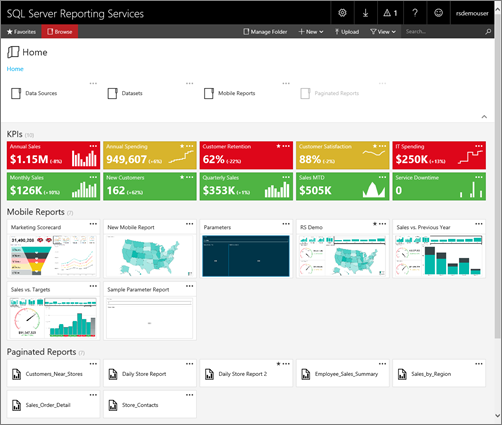 SQL Server Reporting Services
1
?
rsdemouser
Favorites
Browse
Manage Folder
New
Upload
View
Search...
Home
Home
Data Sources
Datasets
Mobile Reports
Paginated Reports
KPIs (10)
Annual Sales
$1.15M (-8%)
Annual Spending
949,607 (+6%)
Customer Retention
62% (-22%)
Customer Satisfaction
88% (-2%)
IT Spending
$250K (+13%)
Monthly Sales
$126K (+10%)
New Customers
162 (+62%)
Quarterly Sales
$353K (+3%)
Sales MTD
$505K
Service Downtime
0
Mobile Reports (7)
Marketing Scorecard
New Mobile Report
Parameters
RS Demo
Sales vs. Previous Year
Sales vs. Targets
Sample Parameter Report
Paginated Reports (7)
Customers_Near_Stores
Daily Store Report
Daily Store Report 2
Employee_Sales_Summary
Sales_by_Region
Sales_Order_Detail
Store_Contacts